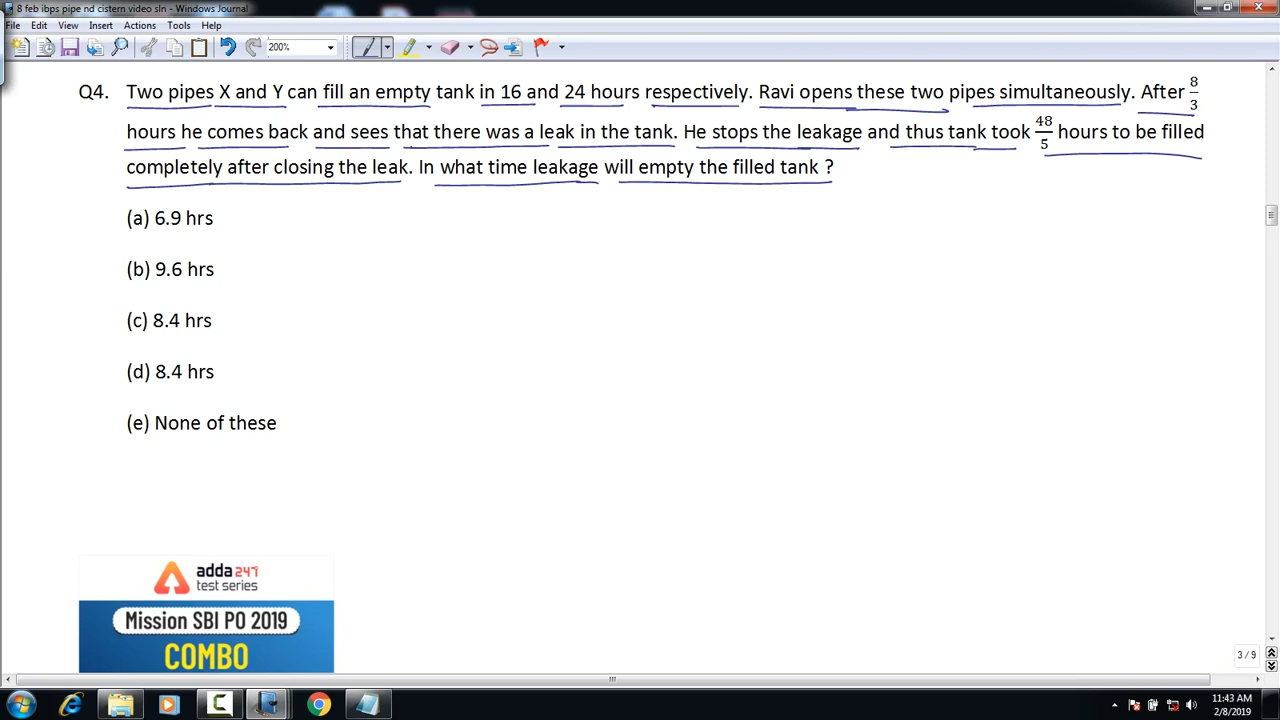 8 feb ibps pipe nd cistern video sln - Windows Journal
File Edit View Insert Actions Tools Help
200%
Q4. Two pipes X and Y can fill an empty tank in 16 and 24 hours respectively. Ravi opens these two pipes simultaneously. After 8/3
hours he comes back and sees that there was a leak in the tank. He stops the leakage and thus tank took 48/5 hours to be filled
completely after closing the leak. In what time leakage will empty the filled tank ?
(a) 6.9 hrs
(b) 9.6 hrs
(c) 8.4 hrs
(d) 8.4 hrs
(e) None of these
adda247
test series
Mission SBI PO 2019
COMBO
3 / 9
11:43 AM
2/8/2019